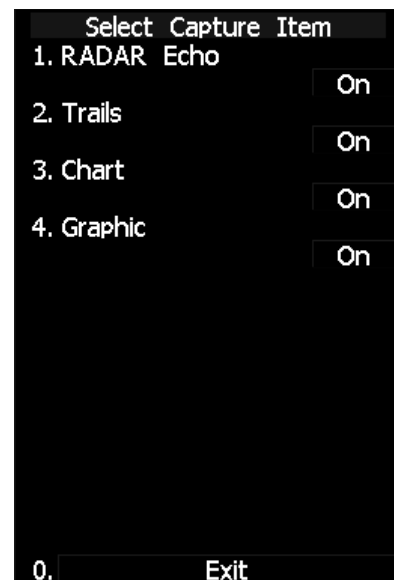 Select Capture Item
1. RADAR Echo
On
2. Trails
On
3. Chart
On
4. Graphic
On
0. Exit